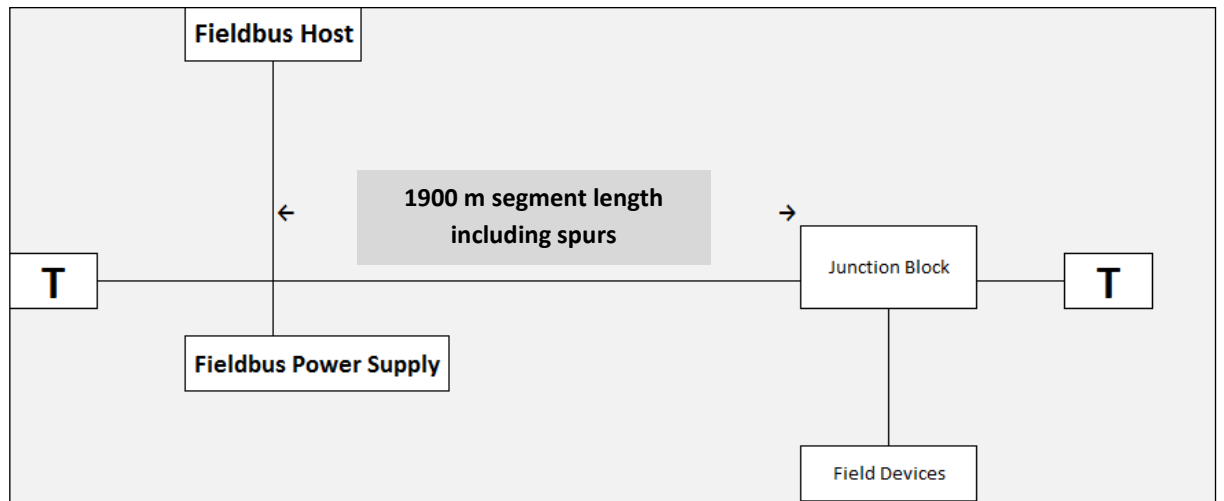 Fieldbus Host
1900 m segment length
including spurs
←
→
Junction Block
T
T
Fieldbus Power Supply
Field Devices